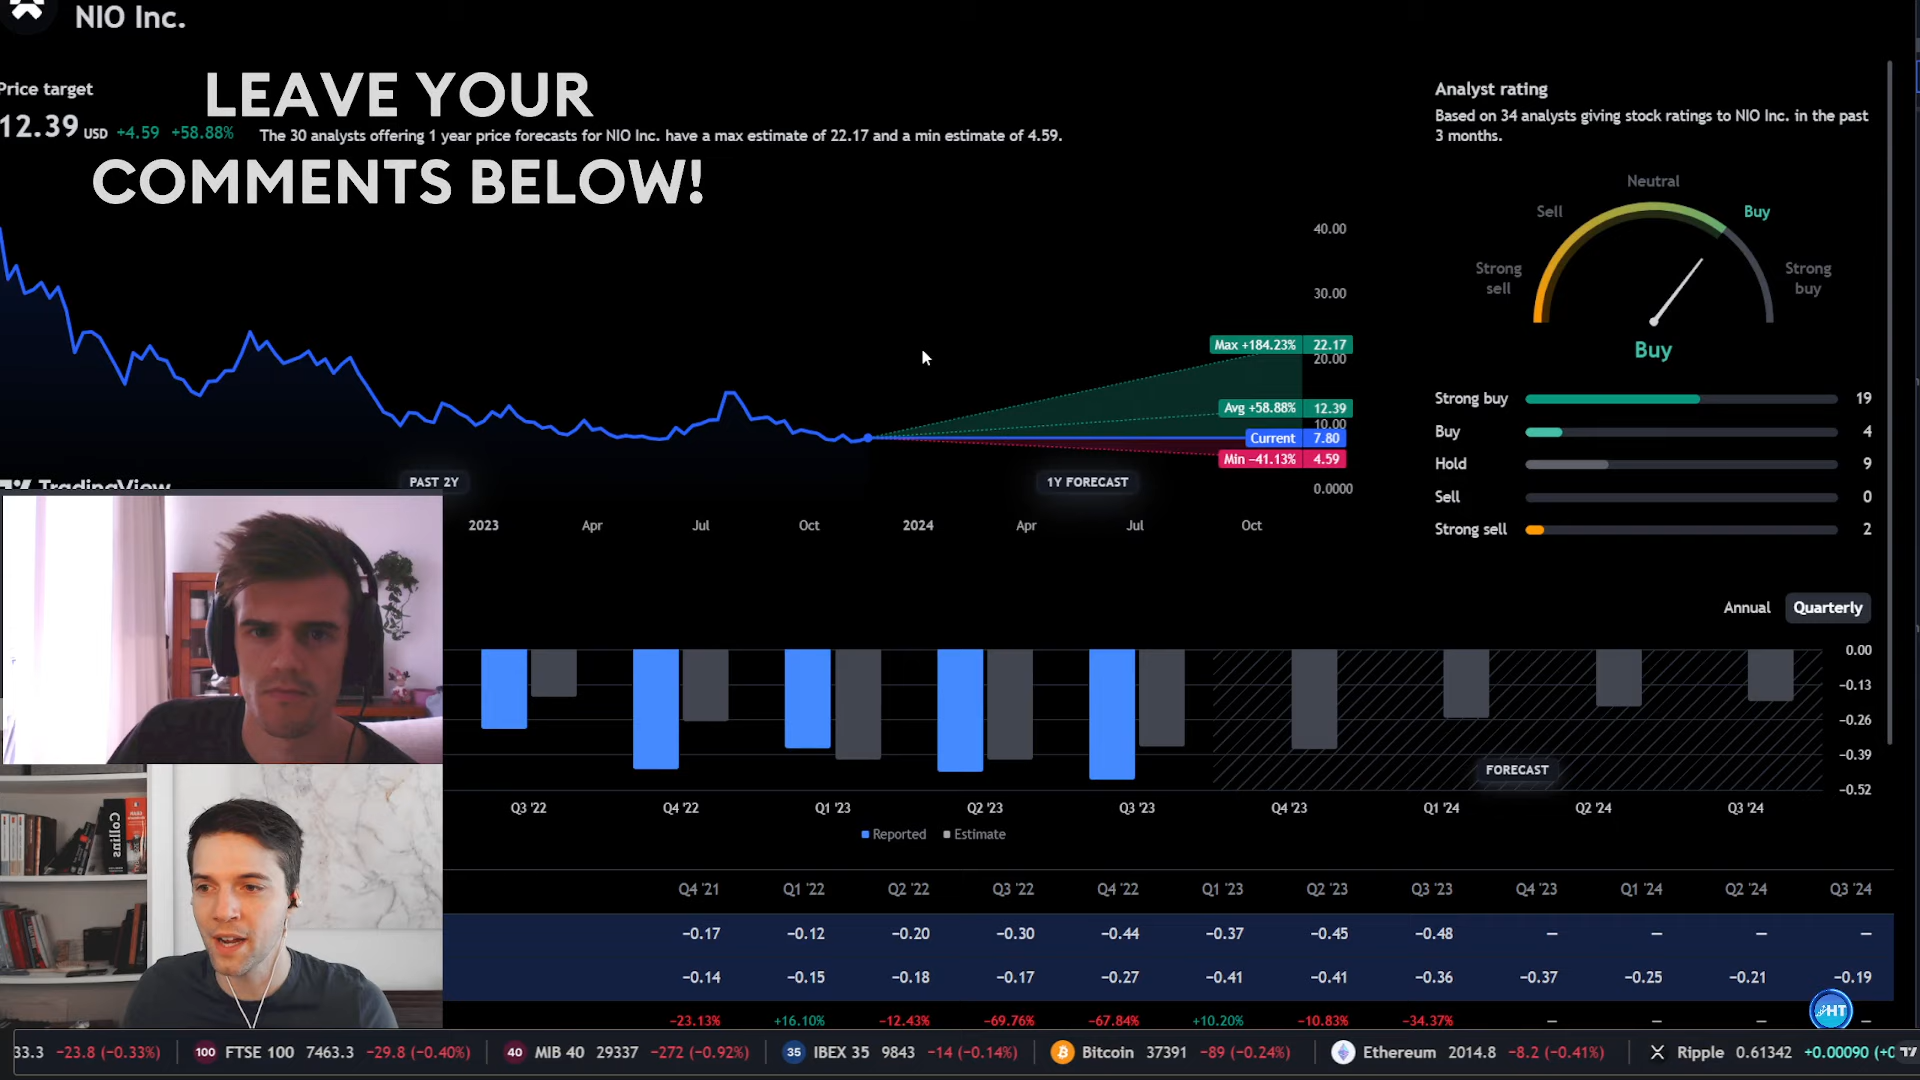 NIO Inc.
Price target
12.39 USD +4.59 +58.88%
LEAVE YOUR
The 30 analysts offering 1 year price forecasts for NIO Inc. have a max estimate of 22.17 and a min estimate of 4.59.
COMMENTS BELOW!
40.00
30.00
Max +184.23% 22.17
20.00
Avg +58.88% 12.39
10.00
Current 7.80
Min −41.13% 4.59
0.0000
TradingView
PAST 2Y
1Y FORECAST
2023 Apr Jul Oct 2024 Apr Jul Oct
Analyst rating
Based on 34 analysts giving stock ratings to NIO Inc. in the past
3 months.
Neutral
Sell
Buy
Strong
sell
Strong
buy
Buy
Strong buy 19
Buy 4
Hold 9
Sell 0
Strong sell 2
Annual Quarterly
0.00
−0.13
−0.26
−0.39
FORECAST
−0.52
Q3 '22 Q4 '22 Q1 '23 Q2 '23 Q3 '23 Q4 '23 Q1 '24 Q2 '24 Q3 '24
Reported Estimate
Collins
Q4 '21 Q1 '22 Q2 '22 Q3 '22 Q4 '22 Q1 '23 Q2 '23 Q3 '23 Q4 '23 Q1 '24 Q2 '24 Q3 '24
−0.17 −0.12 −0.20 −0.30 −0.44 −0.37 −0.45 −0.48 — — — —
−0.14 −0.15 −0.18 −0.17 −0.27 −0.41 −0.41 −0.36 −0.37 −0.25 −0.21 −0.19
−23.13% +16.10% −12.43% −69.76% −67.84% +10.20% −10.83% −34.37% — — — —
HT
33.3 −23.8 (−0.33%) 100 FTSE 100 7463.3 −29.8 (−0.40%) 40 MIB 40 29337 −272 (−0.92%) 35 IBEX 35 9843 −14 (−0.14%) Bitcoin 37391 −89 (−0.24%) Ethereum 2014.8 −8.2 (−0.41%) Ripple 0.61342 +0.00090 (+0